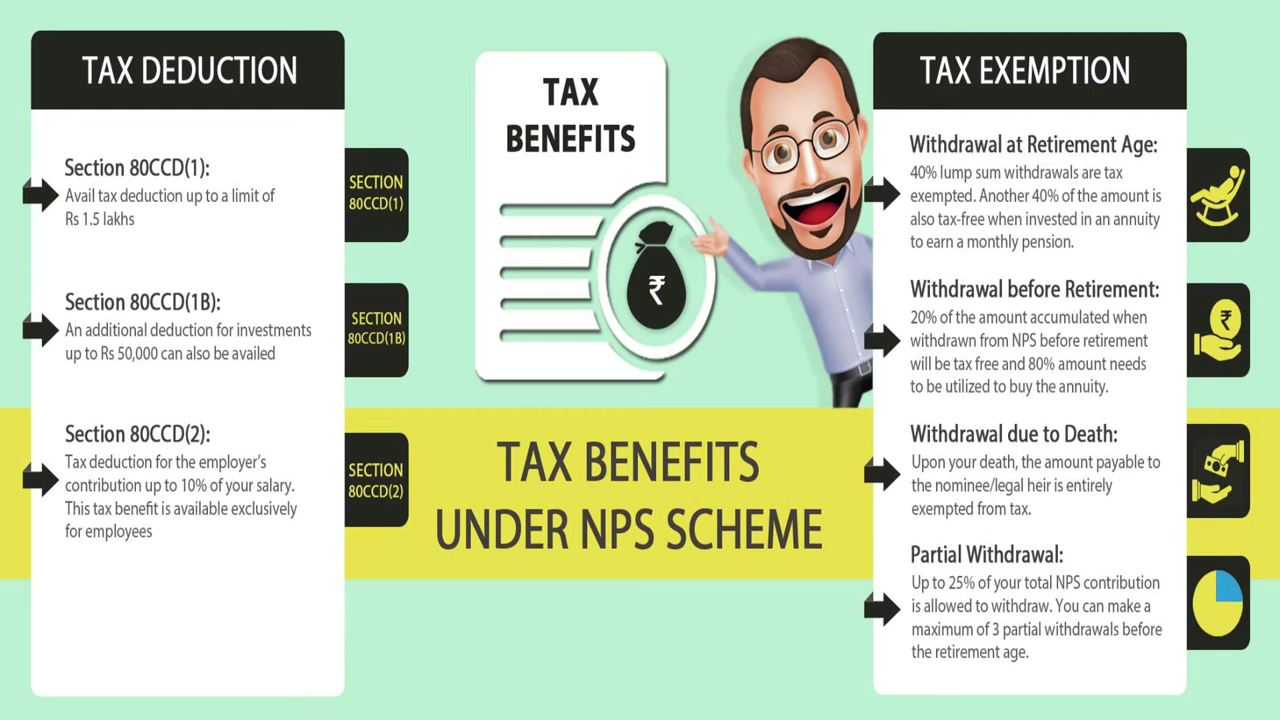 TAX DEDUCTION
Section 80CCD(1):
Avail tax deduction up to a limit of
Rs 1.5 lakhs
SECTION
80CCD(1)
Section 80CCD(1B):
An additional deduction for investments
up to Rs 50,000 can also be availed
SECTION
80CCD(1B)
Section 80CCD(2):
Tax deduction for the employer's
contribution up to 10% of your salary.
This tax benefit is available exclusively
for employees
SECTION
80CCD(2)
TAX
BENEFITS
₹
TAX BENEFITS
UNDER NPS SCHEME
TAX EXEMPTION
Withdrawal at Retirement Age:
40% lump sum withdrawals are tax
exempted. Another 40% of the amount is
also tax-free when invested in an annuity
to earn a monthly pension.
Withdrawal before Retirement:
20% of the amount accumulated when
withdrawn from NPS before retirement
will be tax free and 80% amount needs
to be utilized to buy the annuity.
₹
Withdrawal due to Death:
Upon your death, the amount payable to
the nominee/legal heir is entirely
exempted from tax.
Partial Withdrawal:
Up to 25% of your total NPS contribution
is allowed to withdraw. You can make a
maximum of 3 partial withdrawals before
the retirement age.